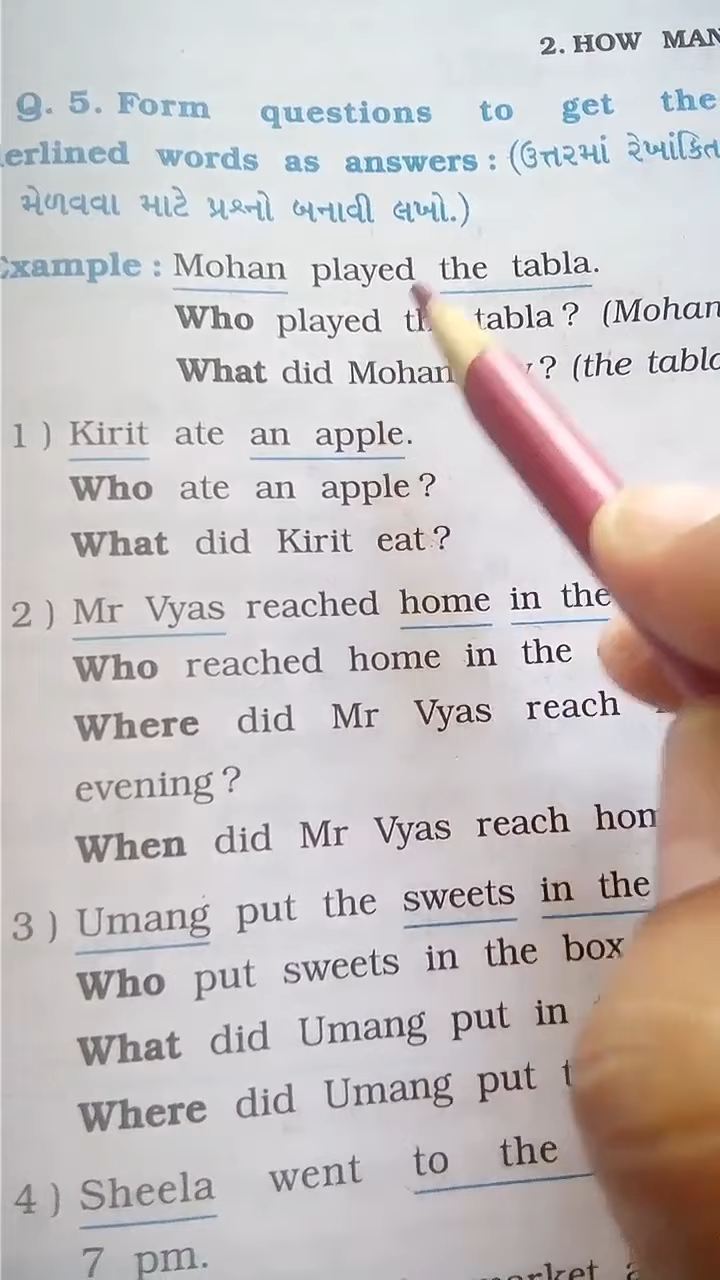 2. HOW MAN
Q. 5. Form questions to get the
erlined words as answers : (ઉત્તરમાં રેખાંકિત
મેળવવા માટે પ્રશ્નો બનાવી લખો.)
Example : Mohan played the tabla.
Who played tabla ? (Mohan
What did Mohan ? (the tabla
1 ) Kirit ate an apple.
Who ate an apple ?
What did Kirit eat ?
2 ) Mr Vyas reached home in the
Who reached home in the
Where did Mr Vyas reach
evening ?
When did Mr Vyas reach hom
3 ) Umang put the sweets in the
Who put sweets in the box
What did Umang put in
Where did Umang put
4 ) Sheela went to the
7 pm.